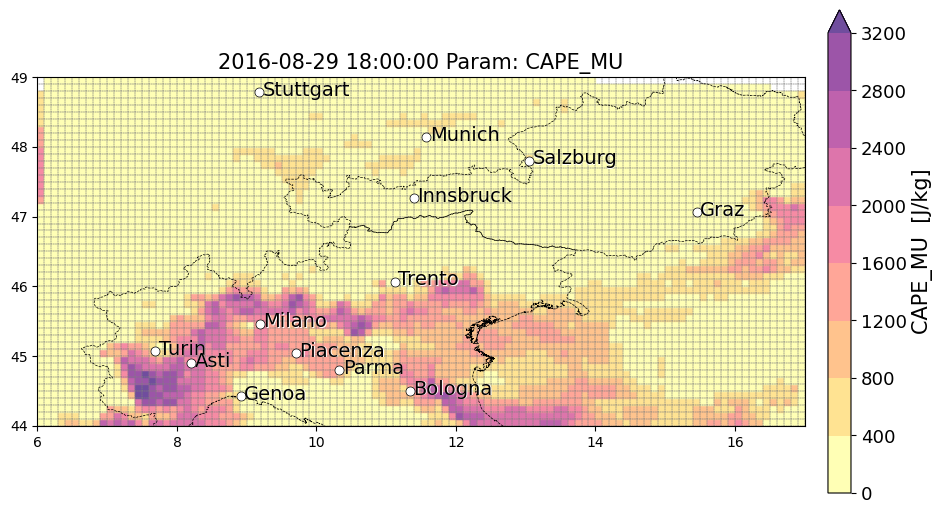 2016-08-29 18:00:00 Param: CAPE_MU
49
48
47
46
45
44
6
8
10
12
14
16
Stuttgart
Munich
Salzburg
Innsbruck
Graz
Trento
Milano
Turin
Asti
Piacenza
Parma
Genoa
Bologna
3200
2800
2400
2000
1600
1200
800
400
0
CAPE_MU [J/kg]